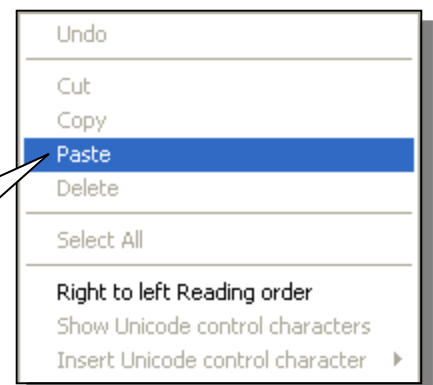 Undo
Cut
Copy
Paste
Delete
Select All
Right to left Reading order
Show Unicode control characters
Insert Unicode control character